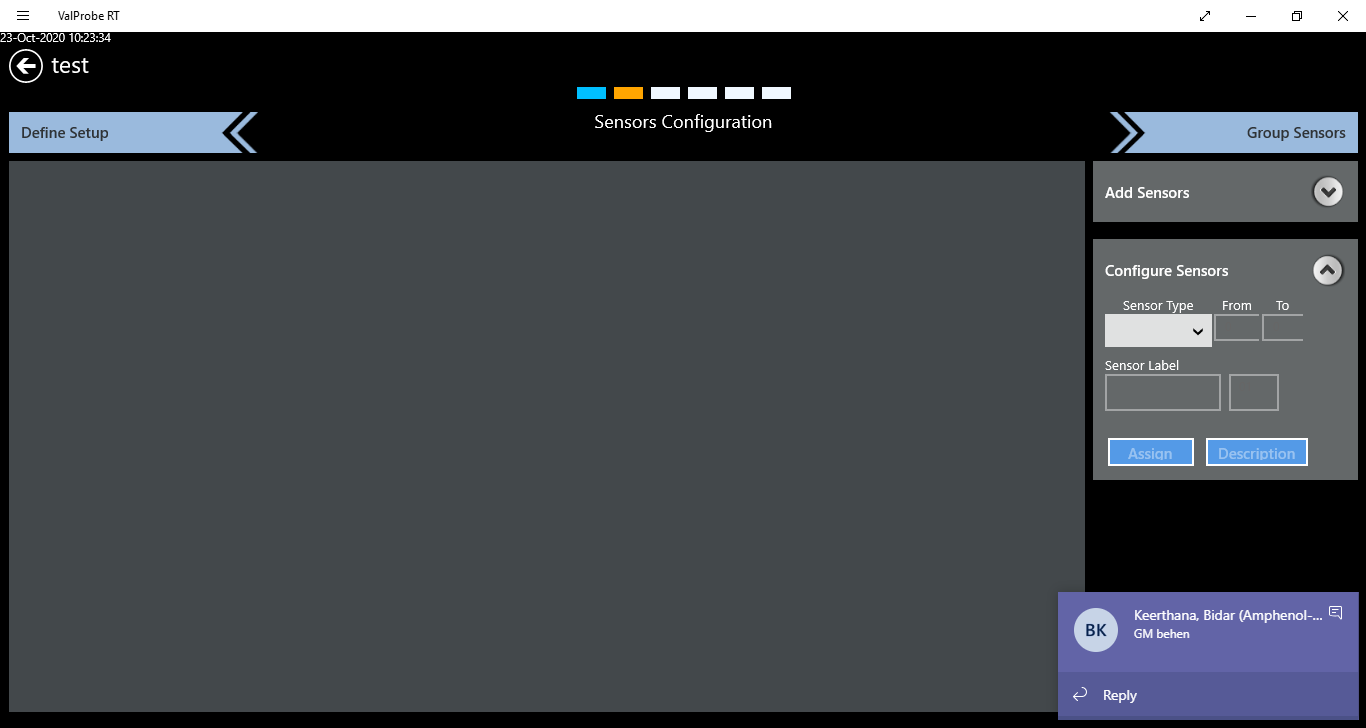 ValProbe RT
23-Oct-2020 10:23:34
test
Define Setup
Sensors Configuration
Group Sensors
Add Sensors
Configure Sensors
Sensor Type From To
Sensor Label
Assign Description
BK
Keerthana, Bidar (Amphenol-...
GM behen
Reply